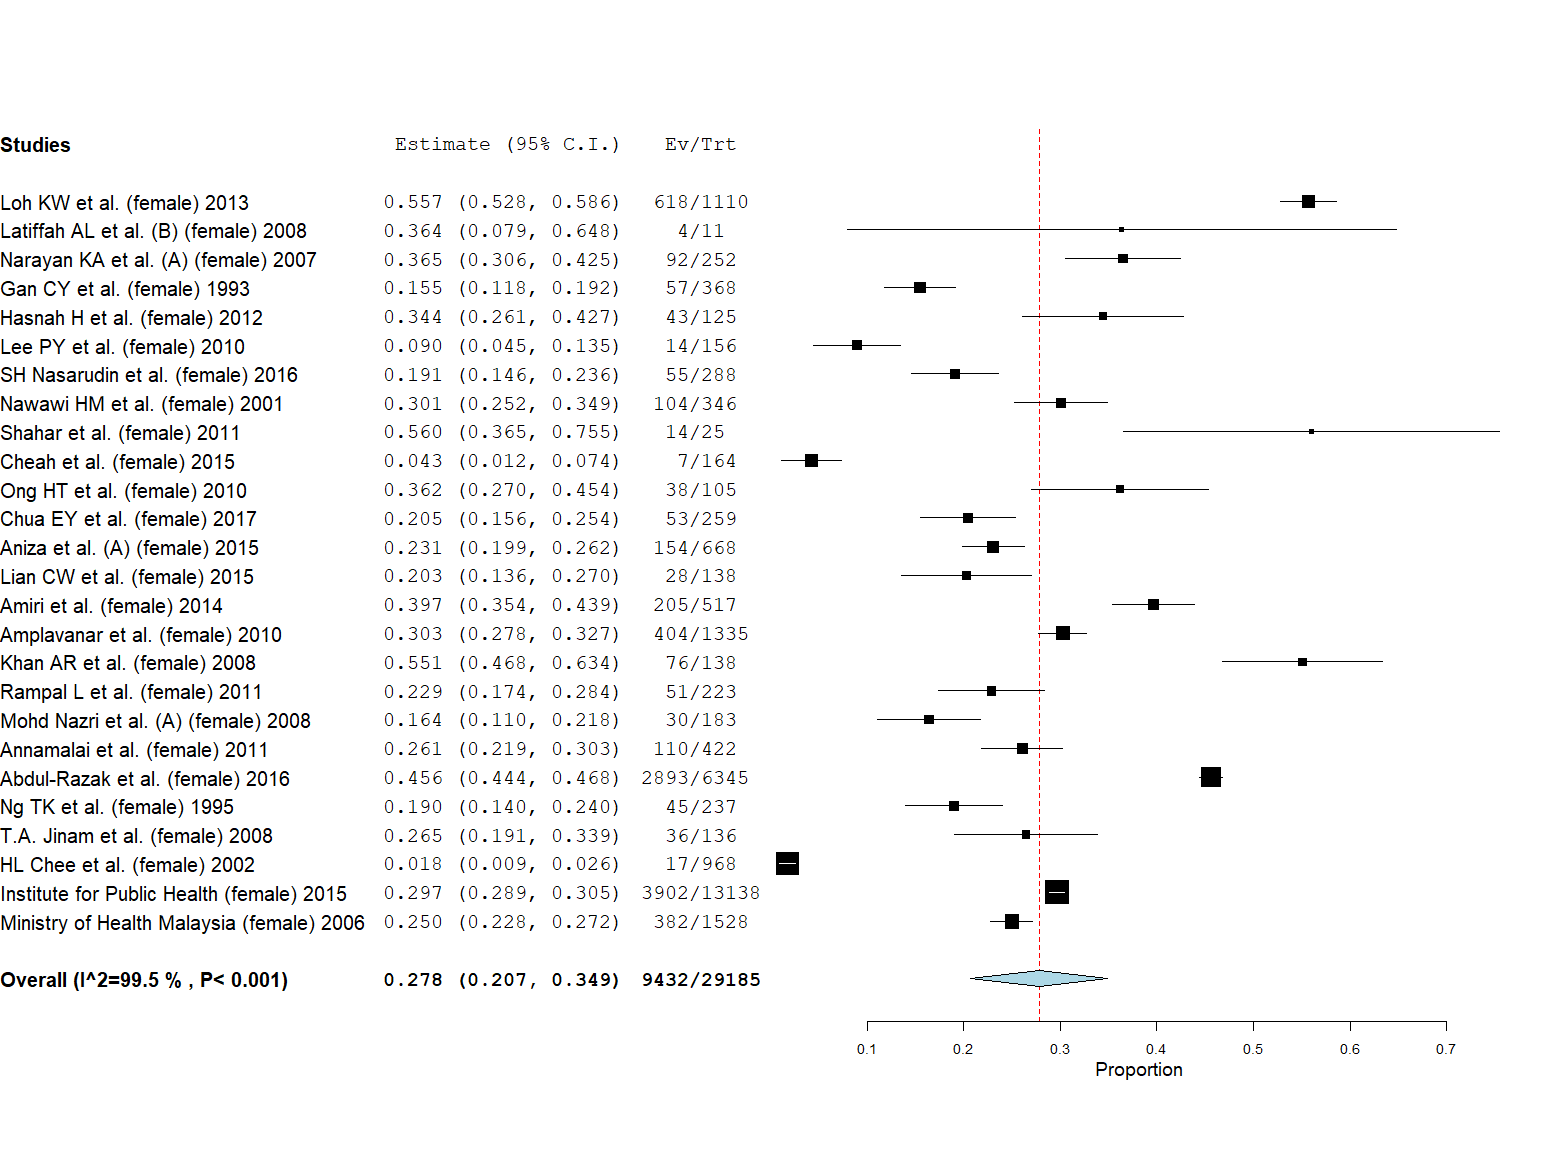 Studies Estimate (95% C.I.) Ev/Trt
Loh KW et al. (female) 2013 0.557 (0.528, 0.586) 618/1110
Latiffah AL et al. (B) (female) 2008 0.364 (0.079, 0.648) 4/11
Narayan KA et al. (A) (female) 2007 0.365 (0.306, 0.425) 92/252
Gan CY et al. (female) 1993 0.155 (0.118, 0.192) 57/368
Hasnah H et al. (female) 2012 0.344 (0.261, 0.427) 43/125
Lee PY et al. (female) 2010 0.090 (0.045, 0.135) 14/156
SH Nasarudin et al. (female) 2016 0.191 (0.146, 0.236) 55/288
Nawawi HM et al. (female) 2001 0.301 (0.252, 0.349) 104/346
Shahar et al. (female) 2011 0.560 (0.365, 0.755) 14/25
Cheah et al. (female) 2015 0.043 (0.012, 0.074) 7/164
Ong HT et al. (female) 2010 0.362 (0.270, 0.454) 38/105
Chua EY et al. (female) 2017 0.205 (0.156, 0.254) 53/259
Aniza et al. (A) (female) 2015 0.231 (0.199, 0.262) 154/668
Lian CW et al. (female) 2015 0.203 (0.136, 0.270) 28/138
Amiri et al. (female) 2014 0.397 (0.354, 0.439) 205/517
Amplavanar et al. (female) 2010 0.303 (0.278, 0.327) 404/1335
Khan AR et al. (female) 2008 0.551 (0.468, 0.634) 76/138
Rampal L et al. (female) 2011 0.229 (0.174, 0.284) 51/223
Mohd Nazri et al. (A) (female) 2008 0.164 (0.110, 0.218) 30/183
Annamalai et al. (female) 2011 0.261 (0.219, 0.303) 110/422
Abdul-Razak et al. (female) 2016 0.456 (0.444, 0.468) 2893/6345
Ng TK et al. (female) 1995 0.190 (0.140, 0.240) 45/237
T.A. Jinam et al. (female) 2008 0.265 (0.191, 0.339) 36/136
HL Chee et al. (female) 2002 0.018 (0.009, 0.026) 17/968
Institute for Public Health (female) 2015 0.297 (0.289, 0.305) 3902/13138
Ministry of Health Malaysia (female) 2006 0.250 (0.228, 0.272) 382/1528
Overall (I^2=99.5 % , P< 0.001) 0.278 (0.207, 0.349) 9432/29185
0.1 0.2 0.3 0.4 0.5 0.6 0.7
Proportion